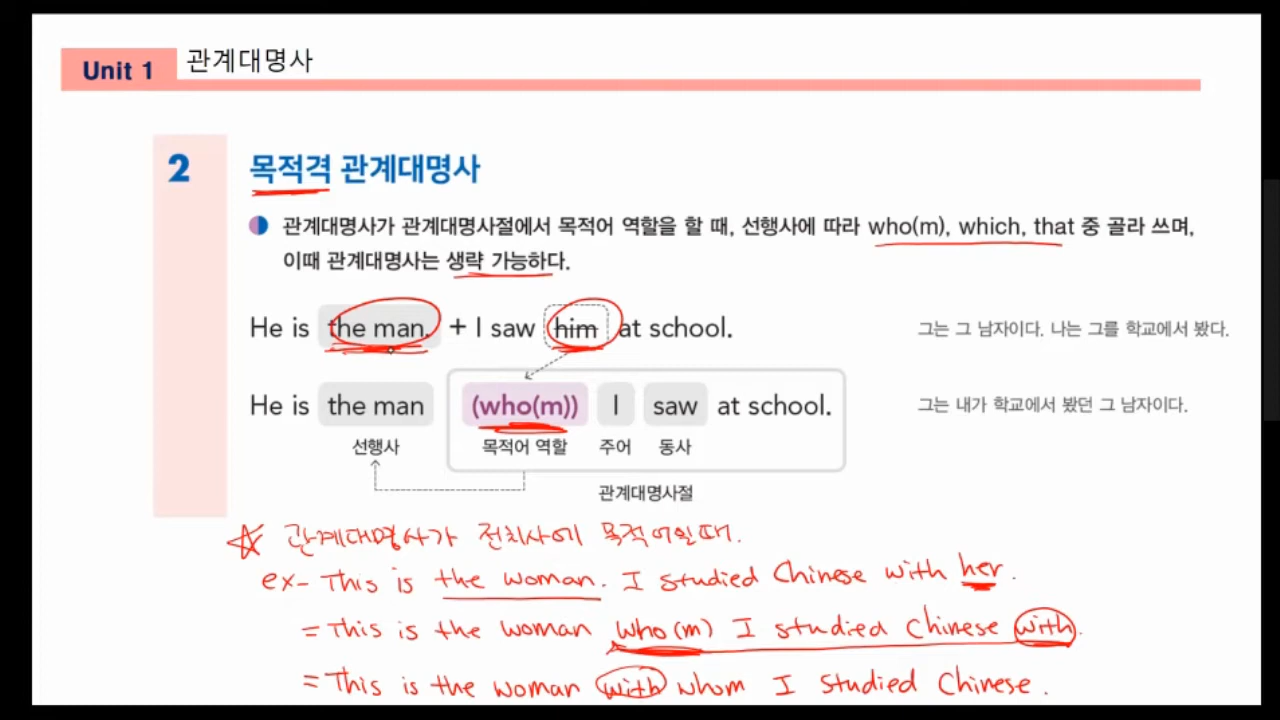 Unit 1 관계대명사
2 목적격 관계대명사
관계대명사가 관계대명사절에서 목적어 역할을 할 때, 선행사에 따라 who(m), which, that 중 골라 쓰며,
이때 관계대명사는 생략 가능하다.
He is the man. + I saw him at school. 그는 그 남자이다. 나는 그를 학교에서 봤다.
He is the man (who(m)) I saw at school. 그는 내가 학교에서 봤던 그 남자이다.
선행사 목적어 역할 주어 동사
관계대명사절
☆ 관계대명사가 전치사에 목적어일때.
ex- This is the woman. I studied Chinese with her.
= This is the woman who(m) I studied Chinese with.
= This is the woman with whom I studied Chinese.